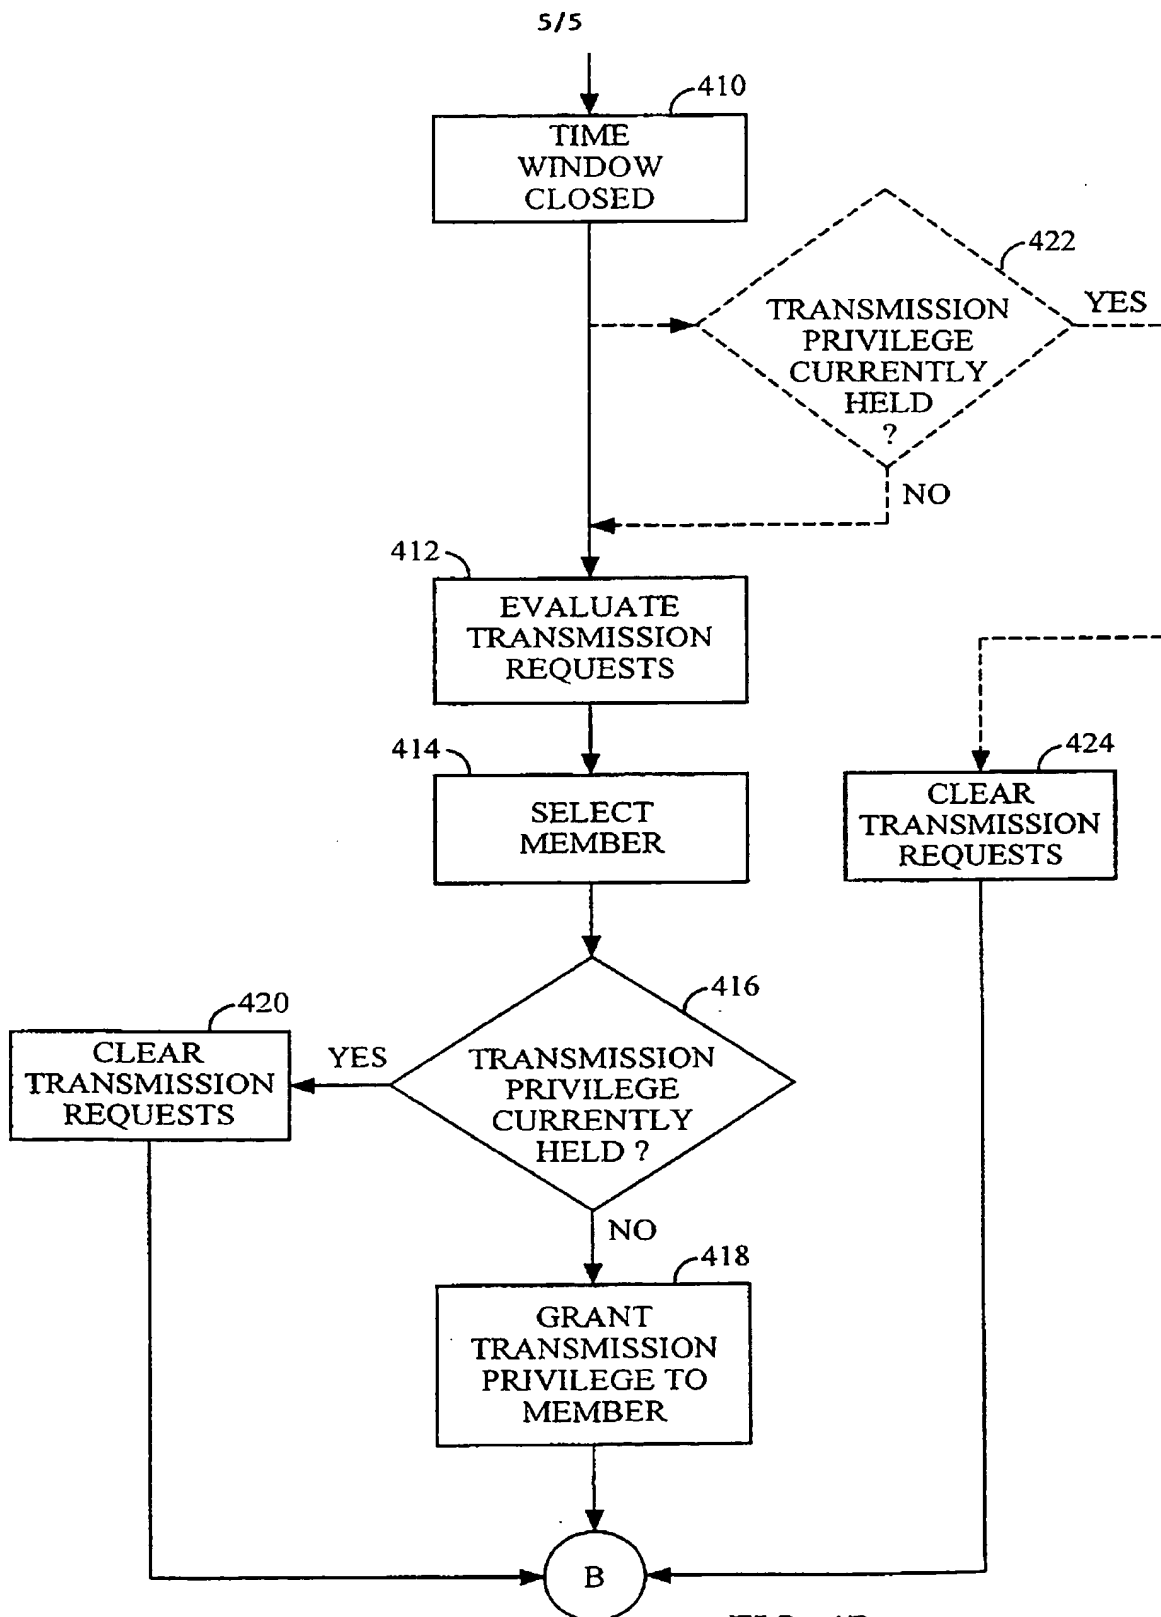 5/5
410
TIME
WINDOW
CLOSED
422
TRANSMISSION
PRIVILEGE
CURRENTLY
HELD
?
YES
NO
412
EVALUATE
TRANSMISSION
REQUESTS
414
SELECT
MEMBER
424
CLEAR
TRANSMISSION
REQUESTS
416
TRANSMISSION
PRIVILEGE
CURRENTLY
HELD ?
YES
420
CLEAR
TRANSMISSION
REQUESTS
NO
418
GRANT
TRANSMISSION
PRIVILEGE TO
MEMBER
B